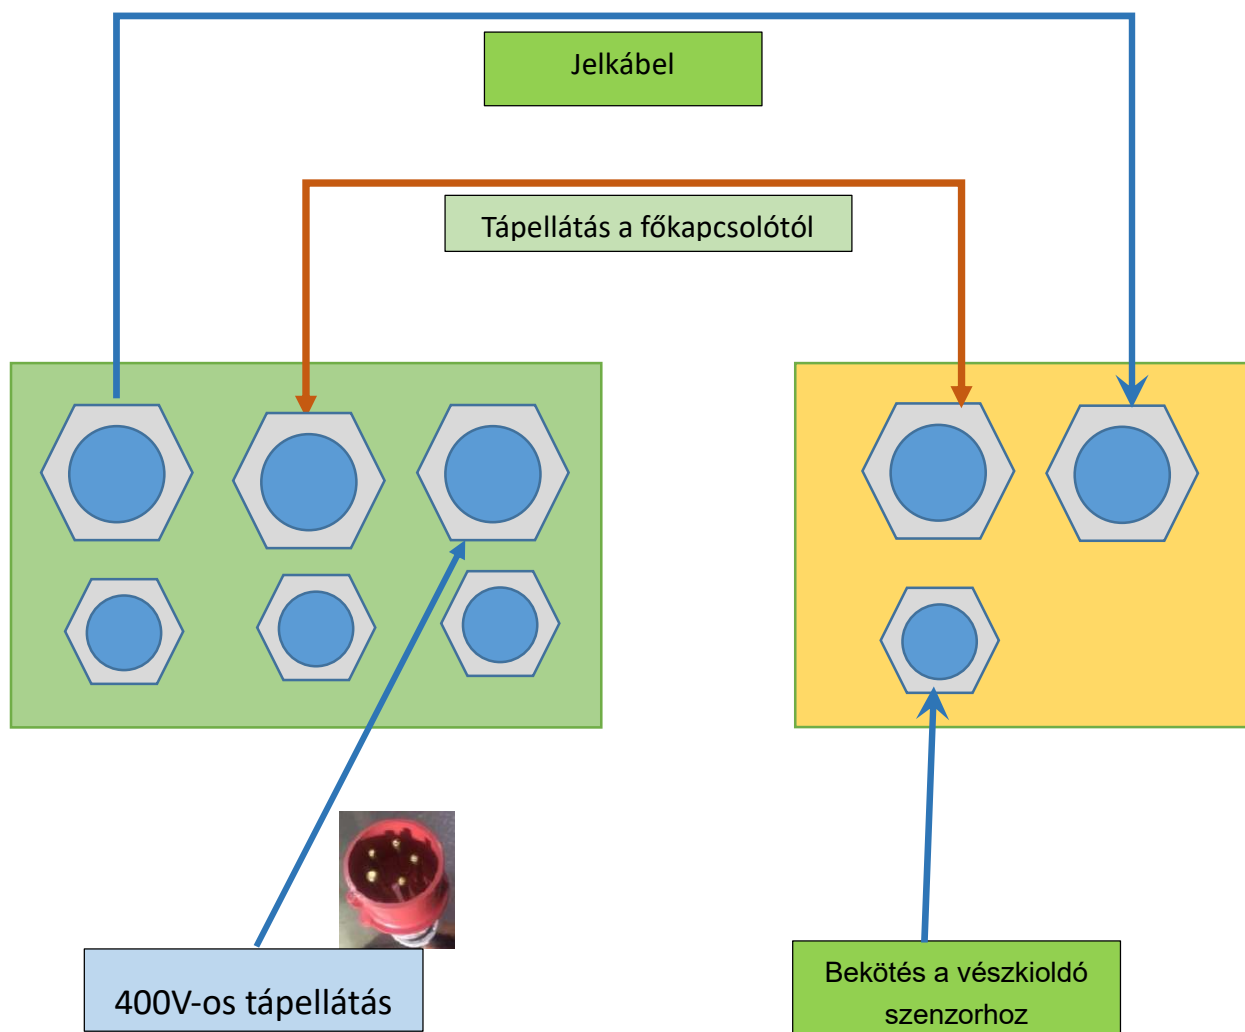 Jelkábel
Tápellátás a főkapcsolótól
400V-os tápellátás
Bekötés a vészkioldó
szenzorhoz